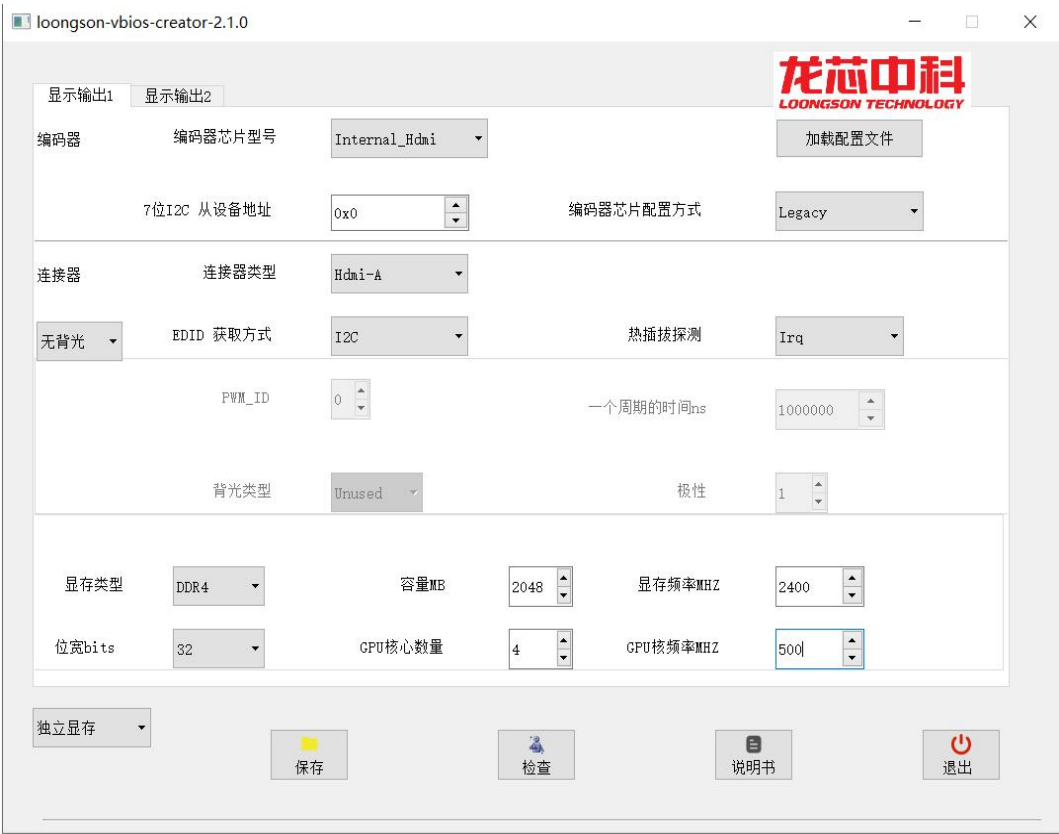 loongson-vbios-creator-2.1.0
龙芯中科
LOONGSON TECHNOLOGY
显示输出1 显示输出2
编码器 编码器芯片型号 Internal_Hdmi 加载配置文件
7位I2C 从设备地址 0x0 编码器芯片配置方式 Legacy
连接器 连接器类型 Hdmi-A
无背光 EDID 获取方式 I2C 热插拔探测 Irq
PWM_ID 0 一个周期的时间ns 1000000
背光类型 Unused 极性 1
显存类型 DDR4 容量MB 2048 显存频率MHZ 2400
位宽bits 32 GPU核心数量 4 GPU核频率MHZ 500
独立显存
保存 检查 说明书 退出